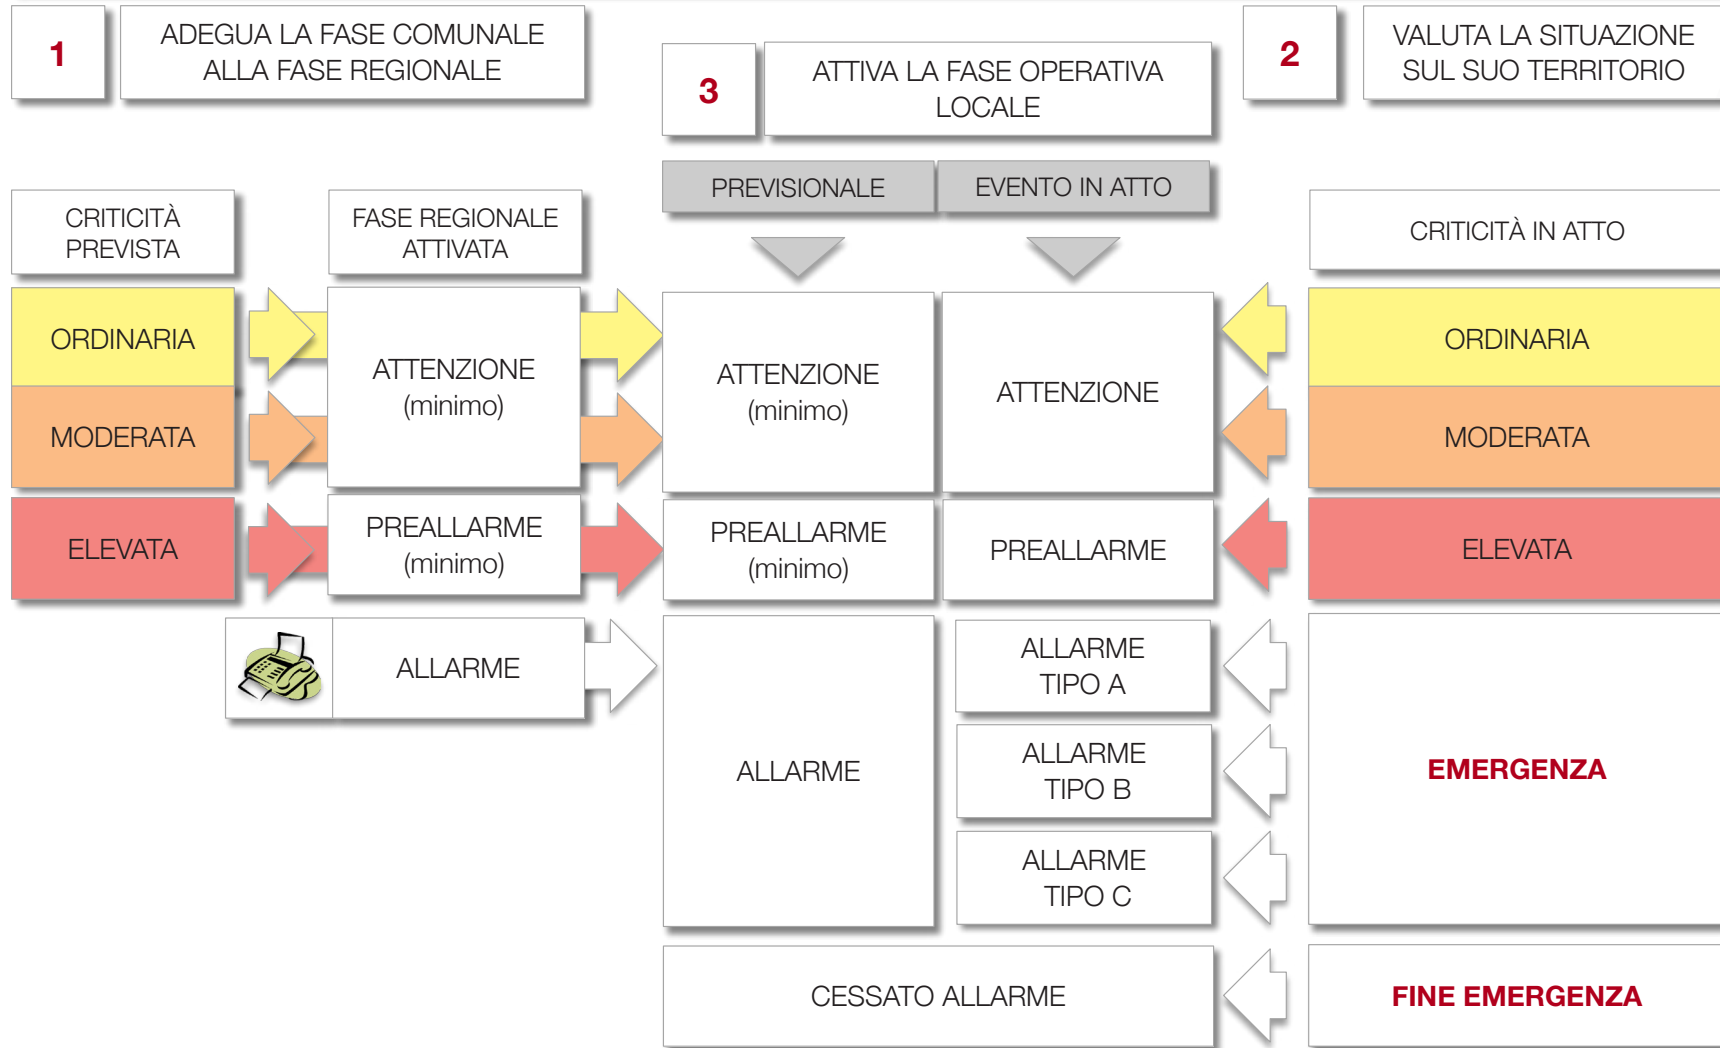 1
ADEGUA LA FASE COMUNALE
ALLA FASE REGIONALE
3
ATTIVA LA FASE OPERATIVA
LOCALE
2
VALUTA LA SITUAZIONE
SUL SUO TERRITORIO
PREVISIONALE
EVENTO IN ATTO
CRITICITÀ
PREVISTA
FASE REGIONALE
ATTIVATA
CRITICITÀ IN ATTO
ORDINARIA
MODERATA
ELEVATA
ATTENZIONE
(minimo)
PREALLARME
(minimo)
ALLARME
ATTENZIONE
(minimo)
PREALLARME
(minimo)
ALLARME
ATTENZIONE
PREALLARME
ALLARME
TIPO A
ALLARME
TIPO B
ALLARME
TIPO C
CESSATO ALLARME
ORDINARIA
MODERATA
ELEVATA
EMERGENZA
FINE EMERGENZA